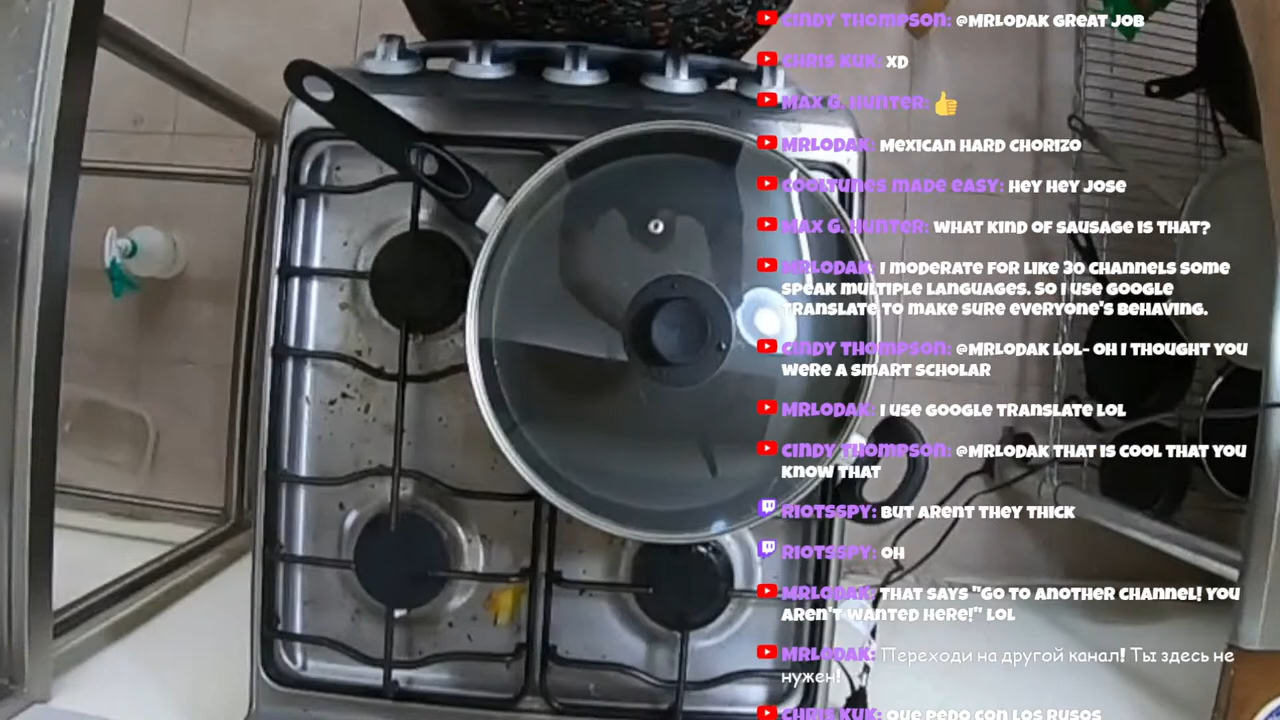 CINDY THOMPSON: @MRLODAK GREAT JOB
CHRIS KUK: XD
MAX G. HUNTER: 👍
MRLODAK: MEXICAN HARD CHORIZO
COOLTUNES MADE EASY: HEY HEY JOSE
MAX G. HUNTER: WHAT KIND OF SAUSAGE IS THAT?
MRLODAK: I MODERATE FOR LIKE 30 CHANNELS SOME
SPEAK MULTIPLE LANGUAGES. SO I USE GOOGLE
TRANSLATE TO MAKE SURE EVERYONE'S BEHAVING.
CINDY THOMPSON: @MRLODAK LOL- OH I THOUGHT YOU
WERE A SMART SCHOLAR
MRLODAK: I USE GOOGLE TRANSLATE LOL
CINDY THOMPSON: @MRLODAK THAT IS COOL THAT YOU
KNOW THAT
RIOTSSPY: BUT ARENT THEY THICK
RIOTSSPY: OH
MRLODAK: THAT SAYS "GO TO ANOTHER CHANNEL! YOU
AREN'T WANTED HERE!" LOL
MRLODAK: Переходи на другой канал! Ты здесь не
нужен!
CHRIS KUK: QUE PEDO CON LOS RUSOS